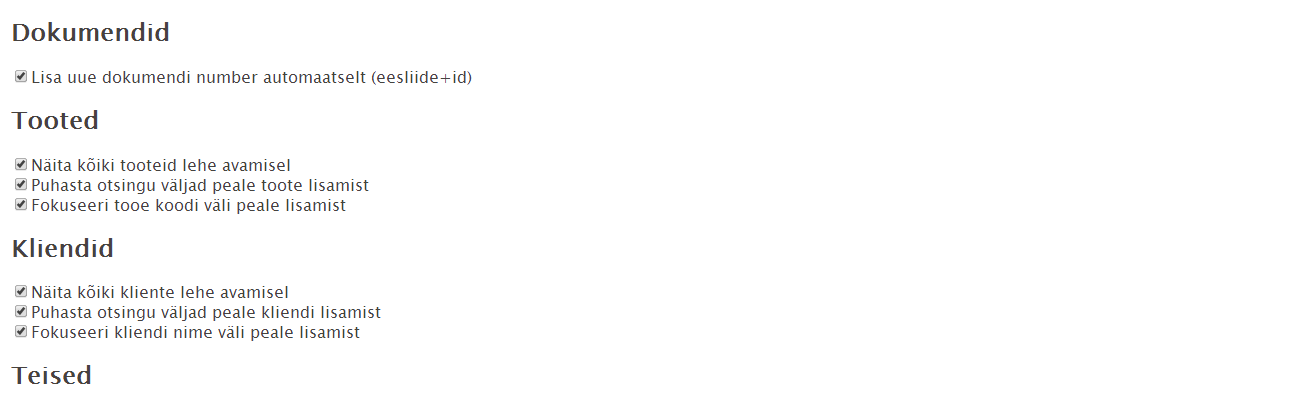 Dokumendid
Lisa uue dokumendi number automaatselt (eesliide+id)
Tooted
Näita kõiki tooteid lehe avamisel
Puhasta otsingu väljad peale toote lisamist
Fokuseeri tooe koodi väli peale lisamist
Kliendid
Näita kõiki kliente lehe avamisel
Puhasta otsingu väljad peale kliendi lisamist
Fokuseeri kliendi nime väli peale lisamist
Teised